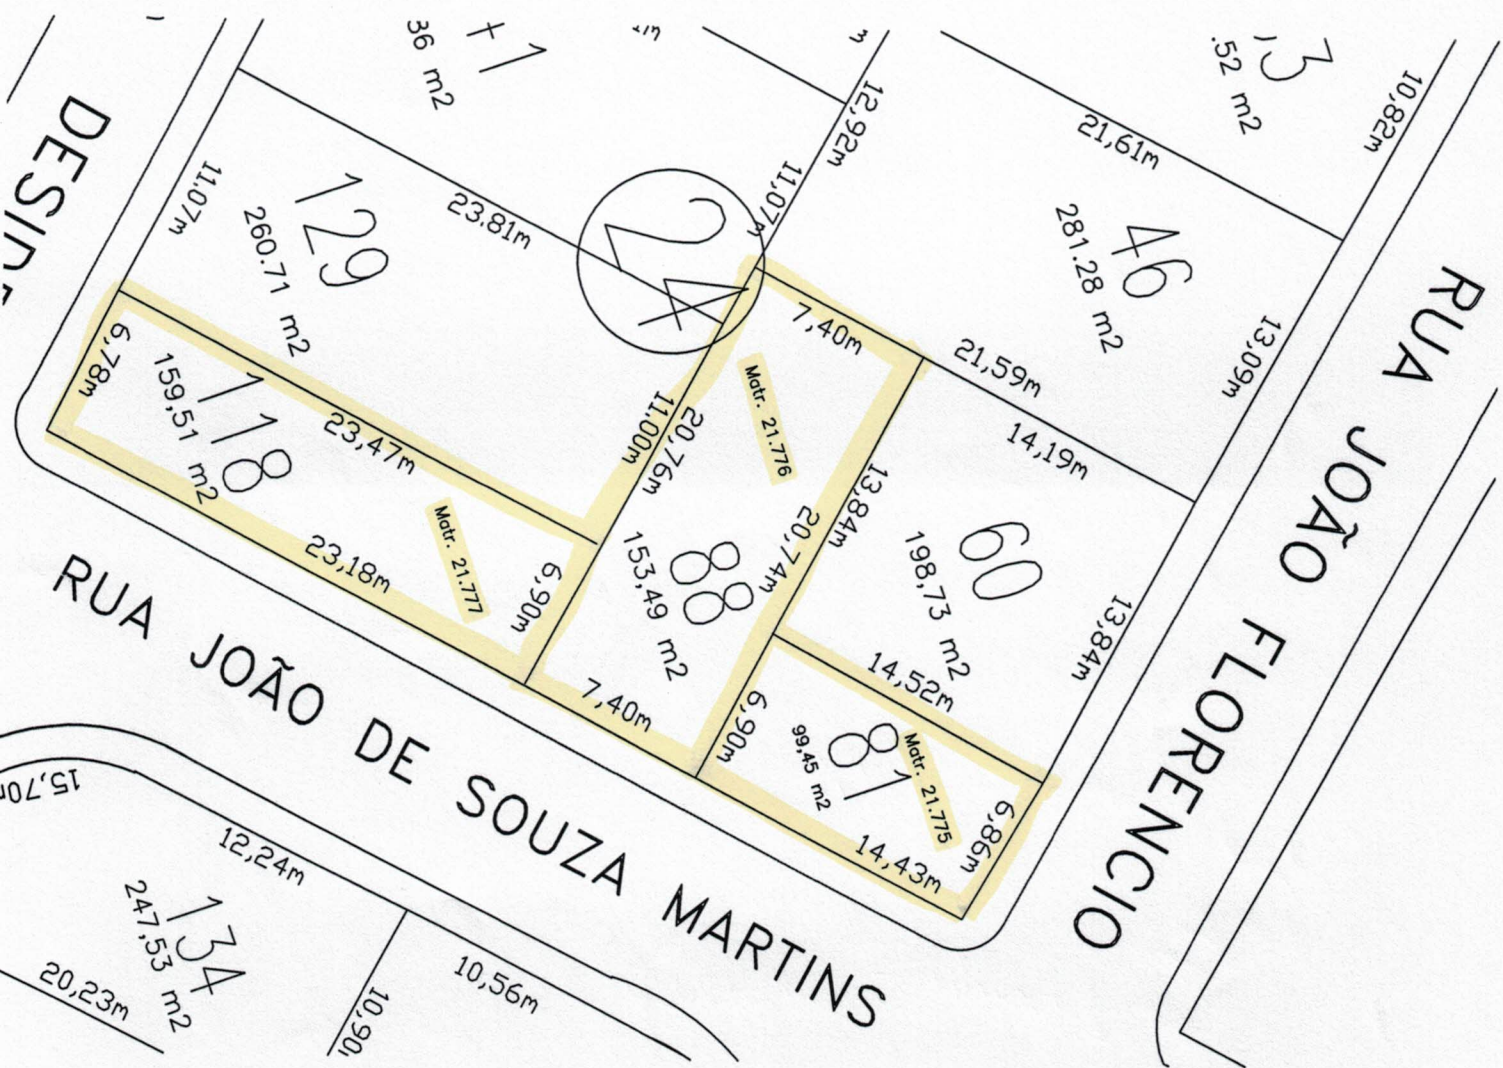 36 m2
12,92m
21,61m
.52 m2
10,82m
11.07m
129
260.71 m2
23.81m
24
11,07m
46
281.28 m2
13,09m
21,59m
RUA JOÃO FLORENCIO
6,78m
118
159,51 m2
23,47m
Matr. 21.777
23,18m
6,90m
11.00m
20,76m
7,40m
Matr. 21.776
88
153,49 m2
20,74m
13,84m
7,40m
14,19m
60
198,73 m2
13,84m
14,52m
6,90m
81
99,45 m2
Matr. 21.775
14,43m
6,86m
RUA JOÃO DE SOUZA MARTINS
15,70
12,24m
134
247,53 m2
20,23m
10,90
10,56m